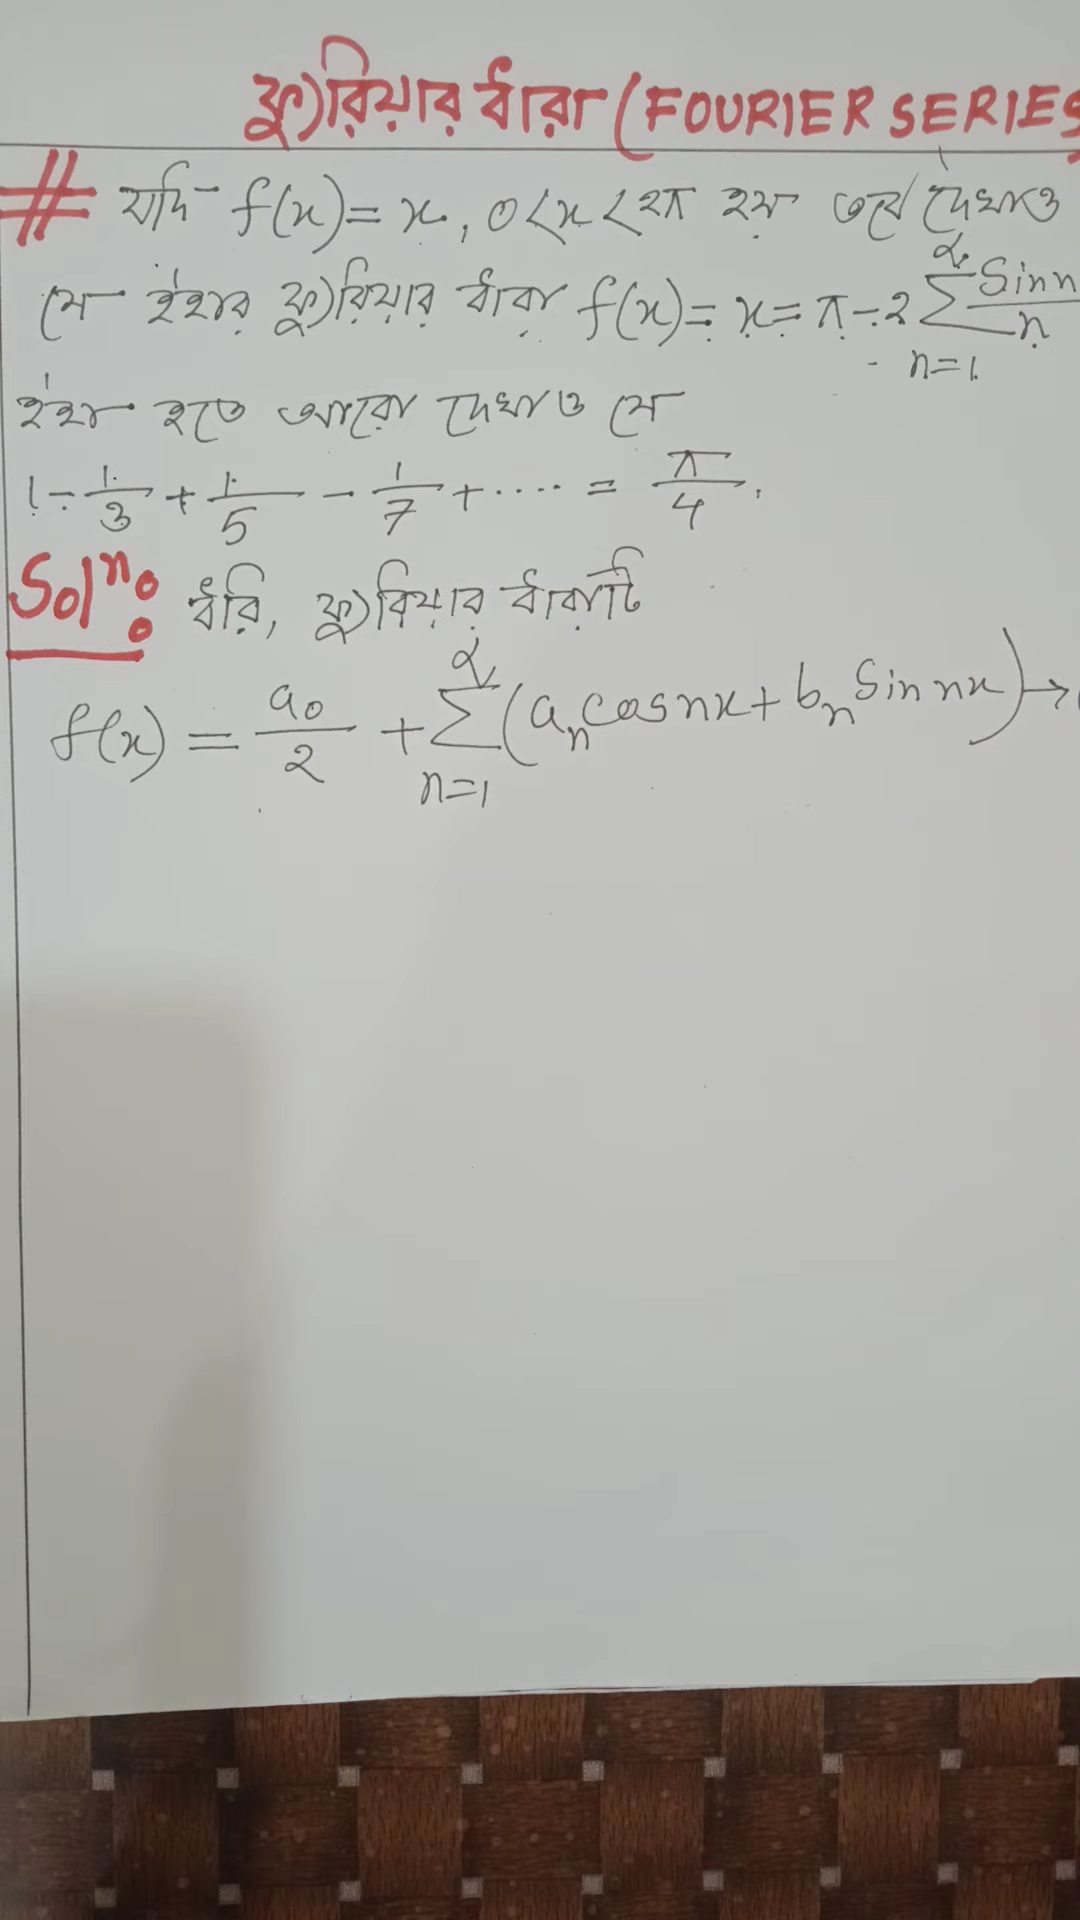 ফুরিয়ার ধারা (FOURIER SERIES
# যদি f(x)=x, 0<x<2π হয় তবে দেখাও
যে ইহার ফুরিয়ার ধারা f(x)=x=π-2∑ Sin n/n
n=1
ইহা হতে আরো দেখাও যে
1 - 1/3 + 1/5 - 1/7 + .... = π/4.
Solⁿ: ধরি, ফুরিয়ার ধারাটি
f(x) = a₀/2 + ∑ (aₙ cos nx + bₙ Sin nx) →
n=1